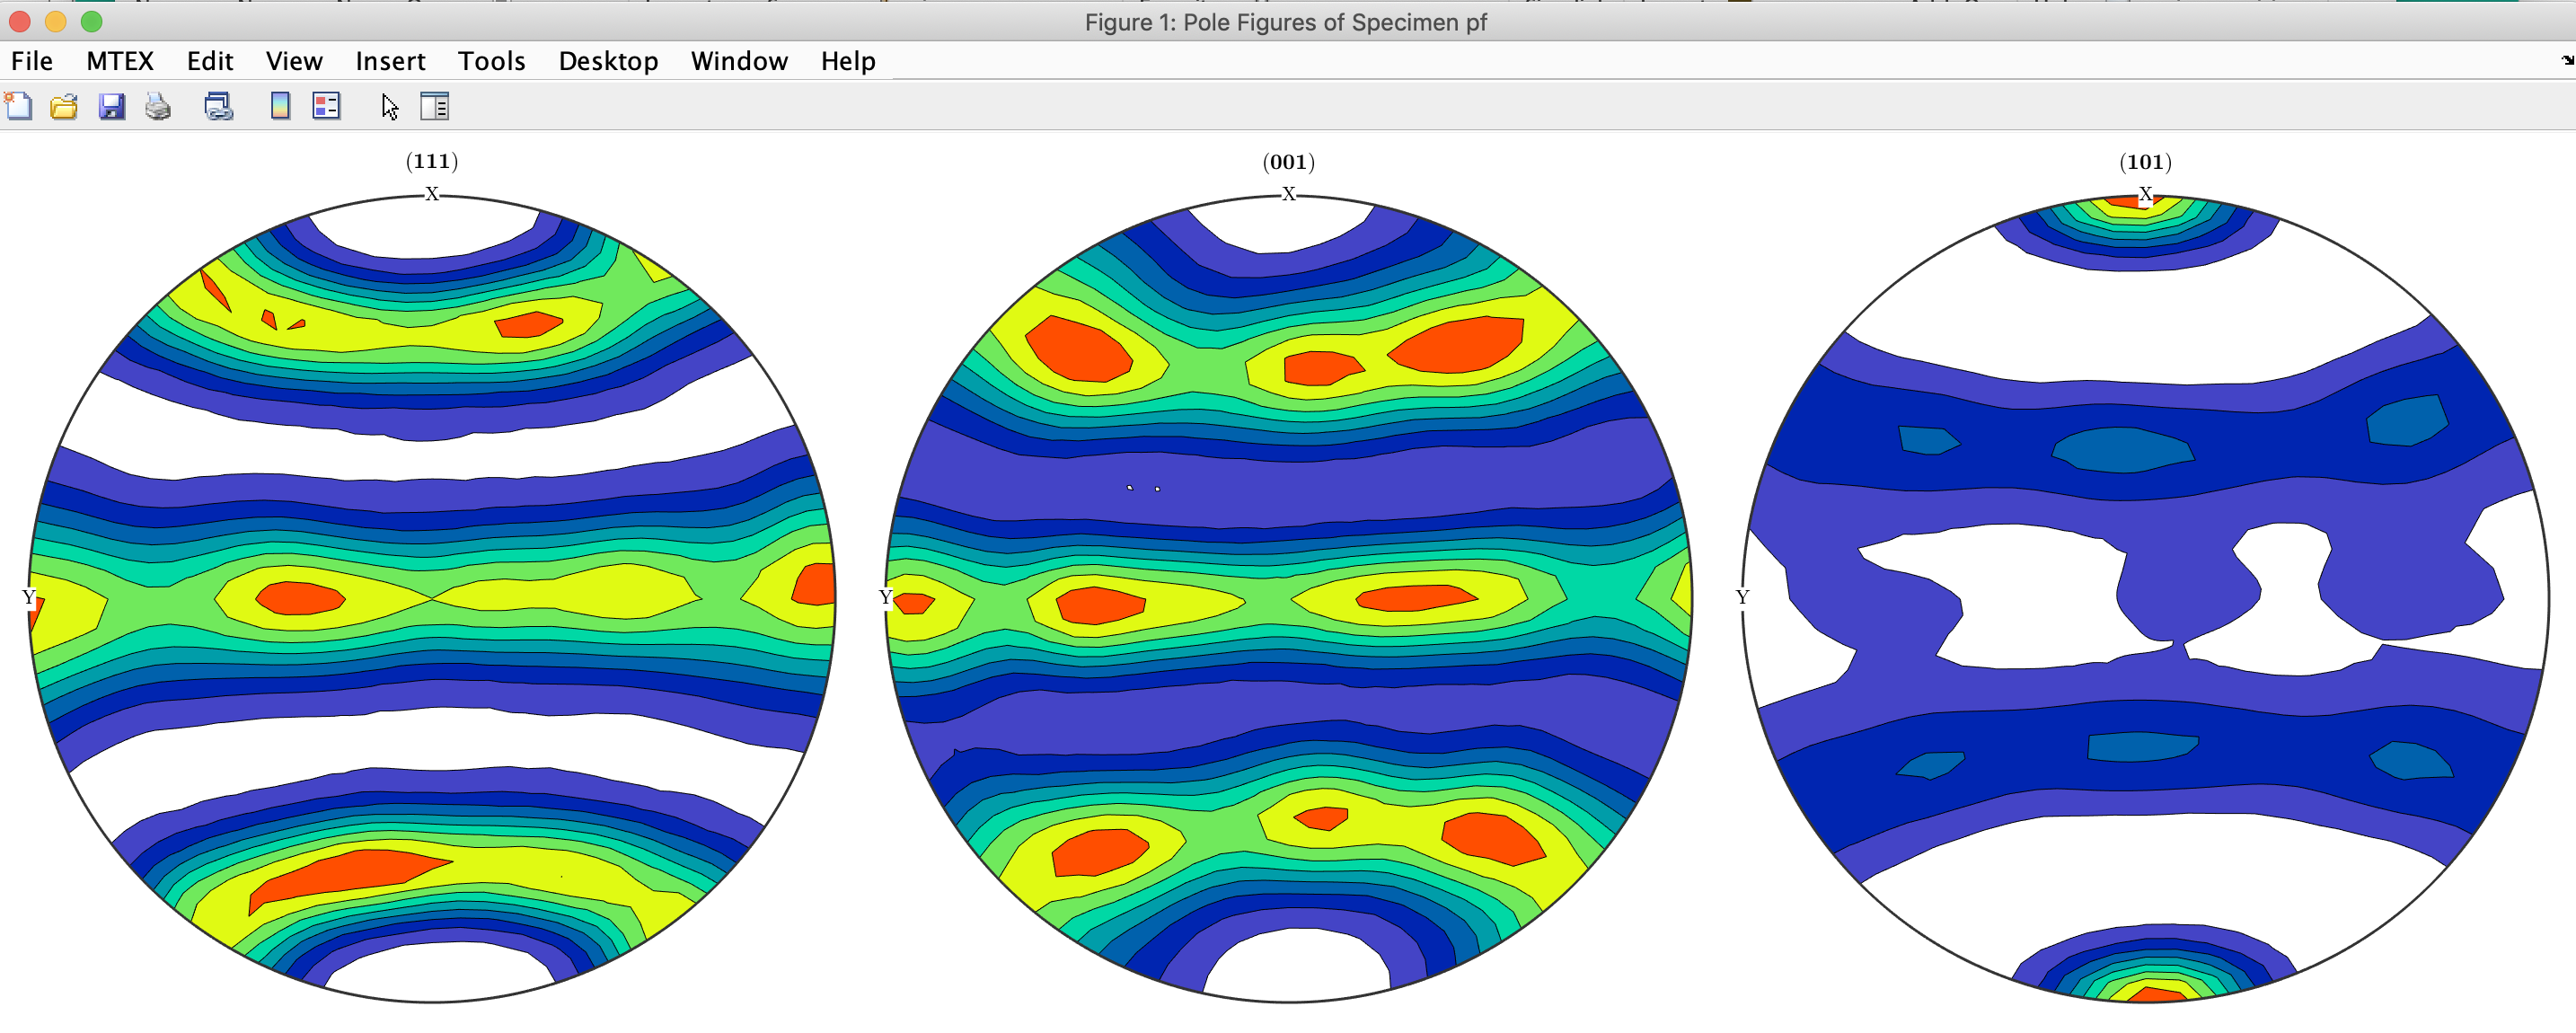 Figure 1: Pole Figures of Specimen pf
File MTEX Edit View Insert Tools Desktop Window Help
(111) (001) (101)
X X X
Y Y Y